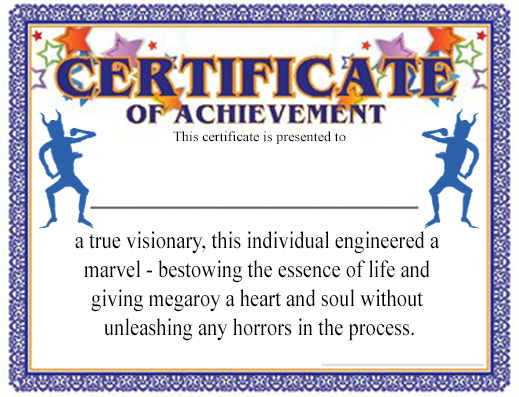 CERTIFICATE
OF ACHIEVEMENT
This certificate is presented to
a true visionary, this individual engineered a
marvel - bestowing the essence of life and
giving megaroy a heart and soul without
unleashing any horrors in the process.